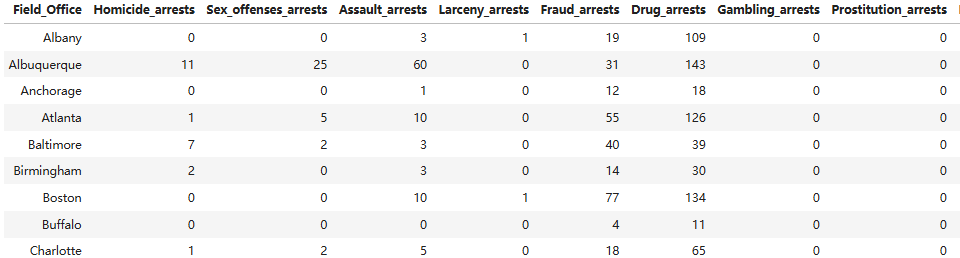 Field_Office Homicide_arrests Sex_offenses_arrests Assault_arrests Larceny_arrests Fraud_arrests Drug_arrests Gambling_arrests Prostitution_arrests
Albany 0 0 3 1 19 109 0 0
Albuquerque 11 25 60 0 31 143 0 0
Anchorage 0 0 1 0 12 18 0 0
Atlanta 1 5 10 0 55 126 0 0
Baltimore 7 2 3 0 40 39 0 0
Birmingham 2 0 3 0 14 30 0 0
Boston 0 0 10 1 77 134 0 0
Buffalo 0 0 0 0 4 11 0 0
Charlotte 1 2 5 0 18 65 0 0